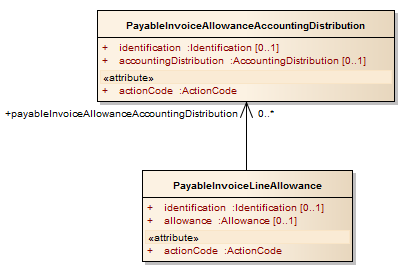 PayableInvoiceAllowanceAccountingDistribution
+ identification :Identification [0..1]
+ accountingDistribution :AccountingDistribution [0..1]
«attribute»
+ actionCode :ActionCode
+payableInvoiceAllowanceAccountingDistribution 0..*
PayableInvoiceLineAllowance
+ identification :Identification [0..1]
+ allowance :Allowance [0..1]
«attribute»
+ actionCode :ActionCode